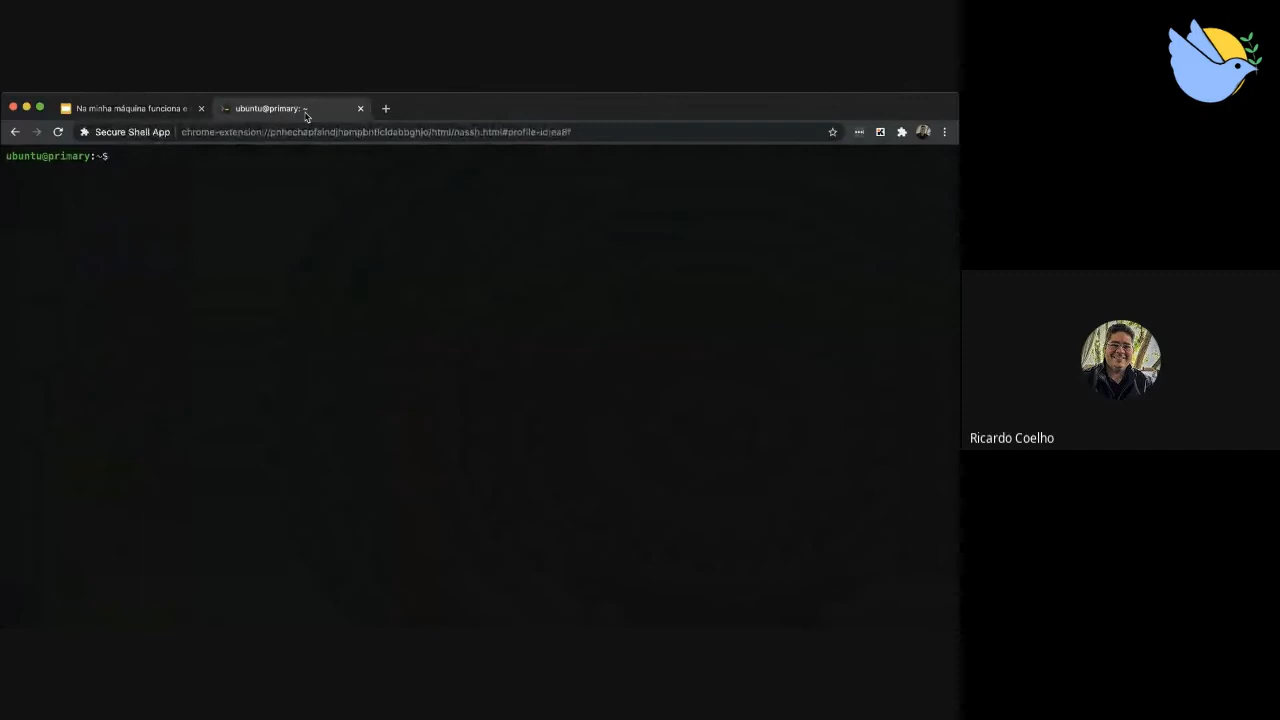 Na minha máquina funciona e
ubuntu@primary: ~
Secure Shell App
ubuntu@primary:~$
Ricardo Coelho